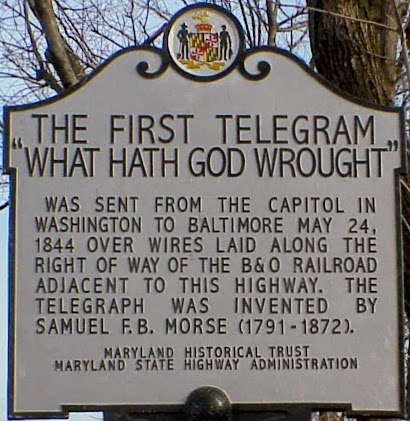 THE FIRST TELEGRAM
"WHAT HATH GOD WROUGHT"
WAS SENT FROM THE CAPITOL IN
WASHINGTON TO BALTIMORE MAY 24,
1844 OVER WIRES LAID ALONG THE
RIGHT OF WAY OF THE B&O RAILROAD
ADJACENT TO THIS HIGHWAY. THE
TELEGRAPH WAS INVENTED BY
SAMUEL F.B. MORSE (1791-1872).
MARYLAND HISTORICAL TRUST
MARYLAND STATE HIGHWAY ADMINISTRATION